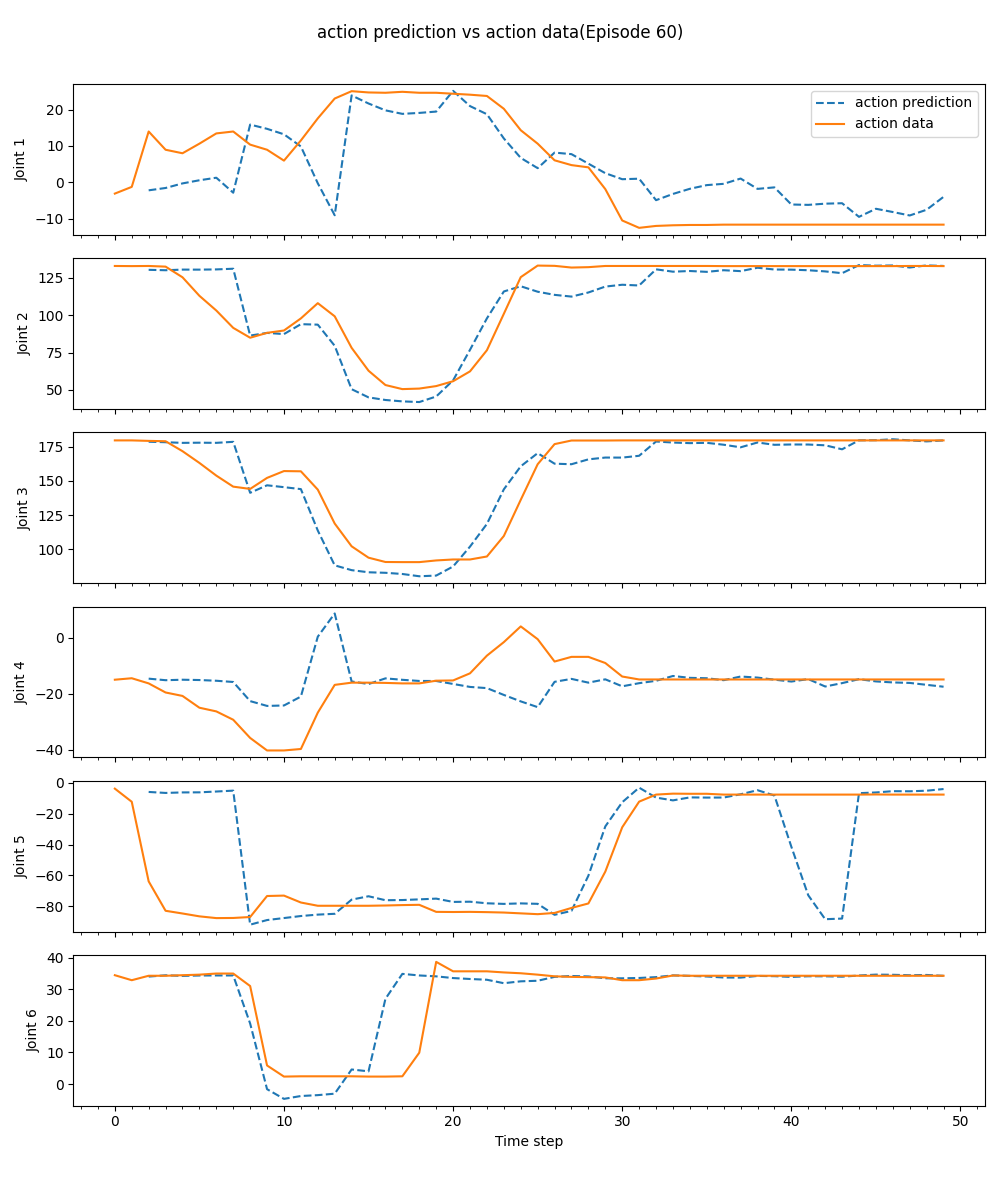 action prediction vs action data(Episode 60)
action prediction
action data
Joint 1
20
10
0
−10
Joint 2
125
100
75
50
Joint 3
175
150
125
100
Joint 4
0
−20
−40
Joint 5
0
−20
−40
−60
−80
Joint 6
40
30
20
10
0
0 10 20 30 40 50
Time step